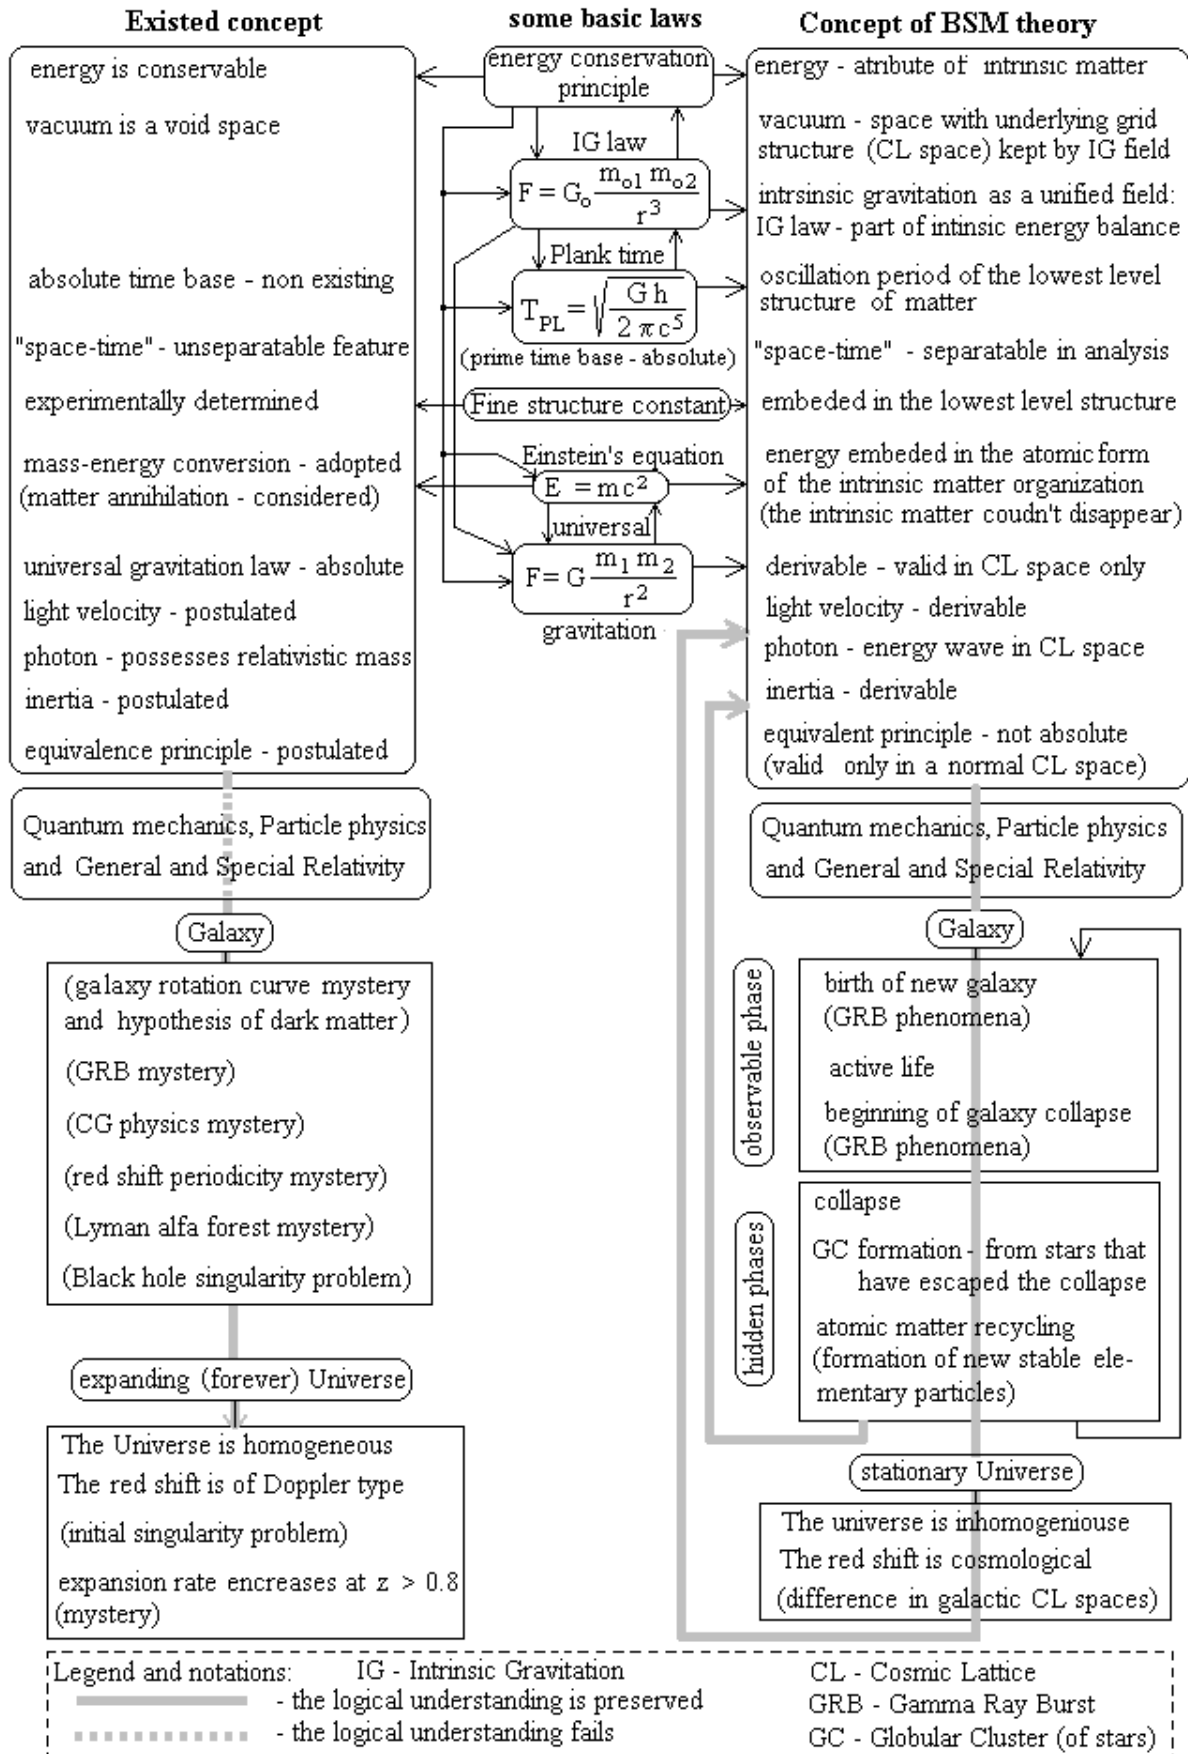 Existed concept
some basic laws
Concept of BSM theory
energy is conservable
vacuum is a void space
absolute time base - non existing
"space-time" - unseparatable feature
experimentally determined
mass-energy conversion - adopted
(matter annihilation - considered)
universal gravitation law - absolute
light velocity - postulated
photon - possesses relativistic mass
inertia - postulated
equivalence principle - postulated
energy conservation
principle
IG law
F = G₀ m₀₁ m₀₂ / r³
Plank time
T_PL = √(G h / 2 π c⁵)
(prime time base - absolute)
Fine structure constant
Einstein's equation
E = mc²
universal
F = G m₁ m₂ / r²
gravitation
energy - atribute of intrinsic matter
vacuum - space with underlying grid
structure (CL space) kept by IG field
intrsinsic gravitation as a unified field:
IG law - part of intinsic energy balance
oscillation period of the lowest level
structure of matter
"space-time" - separatable in analysis
embeded in the lowest level structure
energy embeded in the atomic form
of the intrinsic matter organization
(the intrinsic matter coudn't disappear)
derivable - valid in CL space only
light velocity - derivable
photon - energy wave in CL space
inertia - derivable
equivalent principle - not absolute
(valid only in a normal CL space)
Quantum mechanics, Particle physics
and General and Special Relativity
Quantum mechanics, Particle physics
and General and Special Relativity
Galaxy
(galaxy rotation curve mystery
and hypothesis of dark matter)
(GRB mystery)
(CG physics mystery)
(red shift periodicity mystery)
(Lyman alfa forest mystery)
(Black hole singularity problem)
expanding (forever) Universe
The Universe is homogeneous
The red shift is of Doppler type
(initial singularity problem)
expansion rate encreases at z > 0.8
(mystery)
Galaxy
observable phase
birth of new galaxy
(GRB phenomena)
active life
beginning of galaxy collapse
(GRB phenomena)
hidden phases
collapse
GC formation - from stars that
have escaped the collapse
atomic matter recycling
(formation of new stable ele-
mentary particles)
stationary Universe
The universe is inhomogeniouse
The red shift is cosmological
(difference in galactic CL spaces)
Legend and notations:
IG - Intrinsic Gravitation
CL - Cosmic Lattice
- the logical understanding is preserved
GRB - Gamma Ray Burst
- the logical understanding fails
GC - Globular Cluster (of stars)